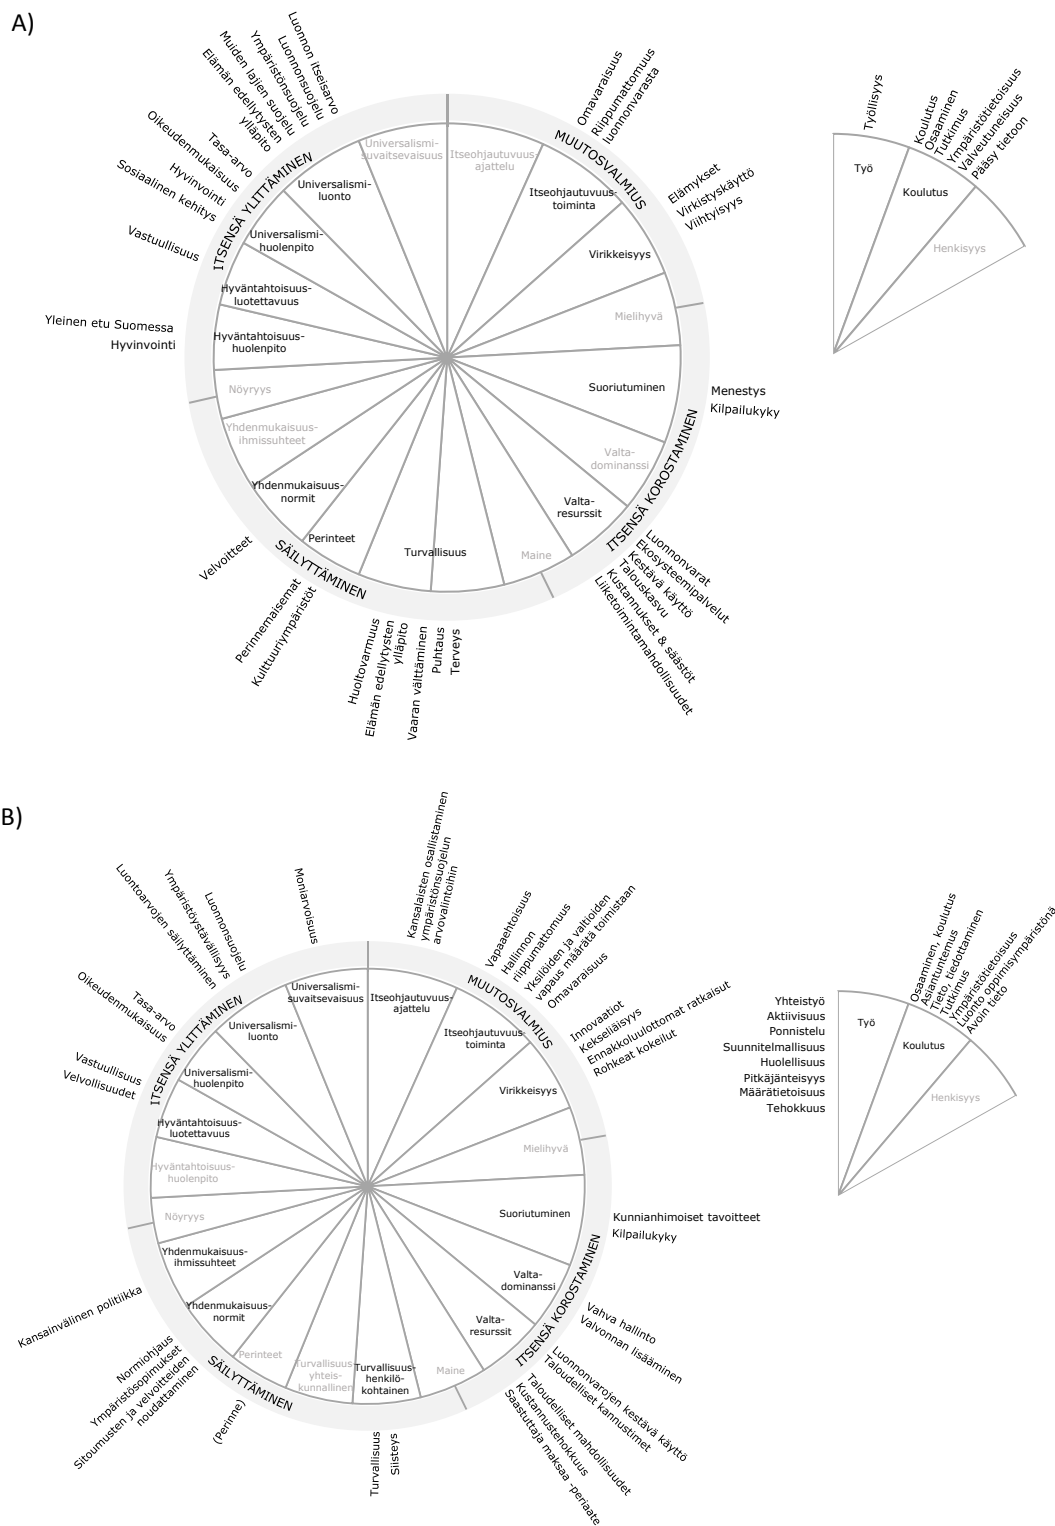 A)
Luonnon itseisarvo
Luonnonsuojelu
Ympäristönsuojelu
Muiden lajien suojelu
Elämän edellytysten
ylläpito
Tasa-arvo
Oikeudenmukaisuus
Hyvinvointi
Sosiaalinen kehitys
Vastuullisuus
Yleinen etu Suomessa
Hyvinvointi
Omavaraisuus
Riippumattomuus
luonnonvarasta
Elämykset
Virkistyskäyttö
Viihtyisyys
Menestys
Kilpailukyky
Luonnonvarat
Ekosysteemipalvelut
Kestävä käyttö
Talouskasvu
Kustannukset & säästöt
Liiketoimintamahdollisuudet
Terveys
Puhtaus
Vaaran välttäminen
Elämän edellytysten
ylläpito
Huoltovarmuus
Kulttuuriympäristöt
Perinnemaisemat
Velvoitteet
ITSENSÄ YLITTÄMINEN
MUUTOSVALMIUS
ITSENSÄ KOROSTAMINEN
SÄILYTTÄMINEN
Universalismi-
suvaitsevaisuus
Itseohjautuvuus-
ajattelu
Itseohjautuvuus-
toiminta
Virikkeisyys
Mielihyvä
Suoriutuminen
Valta-
dominanssi
Valta-
resurssit
Maine
Turvallisuus
Perinteet
Yhdenmukaisuus-
normit
Yhdenmukaisuus-
ihmissuhteet
Nöyryys
Hyväntahtoisuus-
huolenpito
Hyväntahtoisuus-
luotettavuus
Universalismi-
huolenpito
Universalismi-
luonto
Työllisyys
Koulutus
Osaaminen
Tutkimus
Ympäristötietoisuus
Valveutuneisuus
Pääsy tietoon
Työ
Koulutus
Henkisyys
B)
Moniarvoisuus
Luonnonsuojelu
Ympäristöystävällisyys
Luontoarvojen säilyttäminen
Tasa-arvo
Oikeudenmukaisuus
Vastuullisuus
Velvollisuudet
Kansalaisten osallistaminen
ympäristönsuojelun
arvovalintoihin
Vapaaehtoisuus
Hallinnon
riippumattomuus
Yksilöiden ja valtioiden
vapaus määrätä toimistaan
Omavaraisuus
Innovaatiot
Kekseliäisyys
Ennakkoluulottomat ratkaisut
Rohkeat kokeilut
Kunnianhimoiset tavoitteet
Kilpailukyky
Vahva hallinto
Valvonnan lisääminen
Luonnonvarojen kestävä käyttö
Taloudelliset kannustimet
Taloudelliset mahdollisuudet
Kustannustehokkuus
Saastuttaja maksaa -periaate
Siisteys
Turvallisuus
(Perinne)
Kansainvälinen politiikka
Normiohjaus
Ympäristösopimukset
Sitoumusten ja velvoitteiden
noudattaminen
ITSENSÄ YLITTÄMINEN
MUUTOSVALMIUS
ITSENSÄ KOROSTAMINEN
SÄILYTTÄMINEN
Universalismi-
suvaitsevaisuus
Itseohjautuvuus-
ajattelu
Itseohjautuvuus-
toiminta
Virikkeisyys
Mielihyvä
Suoriutuminen
Valta-
dominanssi
Valta-
resurssit
Maine
Turvallisuus-
henkilö-
kohtainen
Turvallisuus-
yhteis-
kunnallinen
Perinteet
Yhdenmukaisuus-
normit
Yhdenmukaisuus-
ihmissuhteet
Nöyryys
Hyväntahtoisuus-
huolenpito
Hyväntahtoisuus-
luotettavuus
Universalismi-
huolenpito
Universalismi-
luonto
Yhteistyö
Aktiivisuus
Ponnistelu
Suunnitelmallisuus
Huolellisuus
Pitkäjänteisyys
Määrätietoisuus
Tehokkuus
Osaaminen, koulutus
Asiantuntemus
Tieto, tiedottaminen
Tutkimus
Ympäristötietoisuus
Luonto oppimisympäristönä
Avoin tieto
Työ
Koulutus
Henkisyys